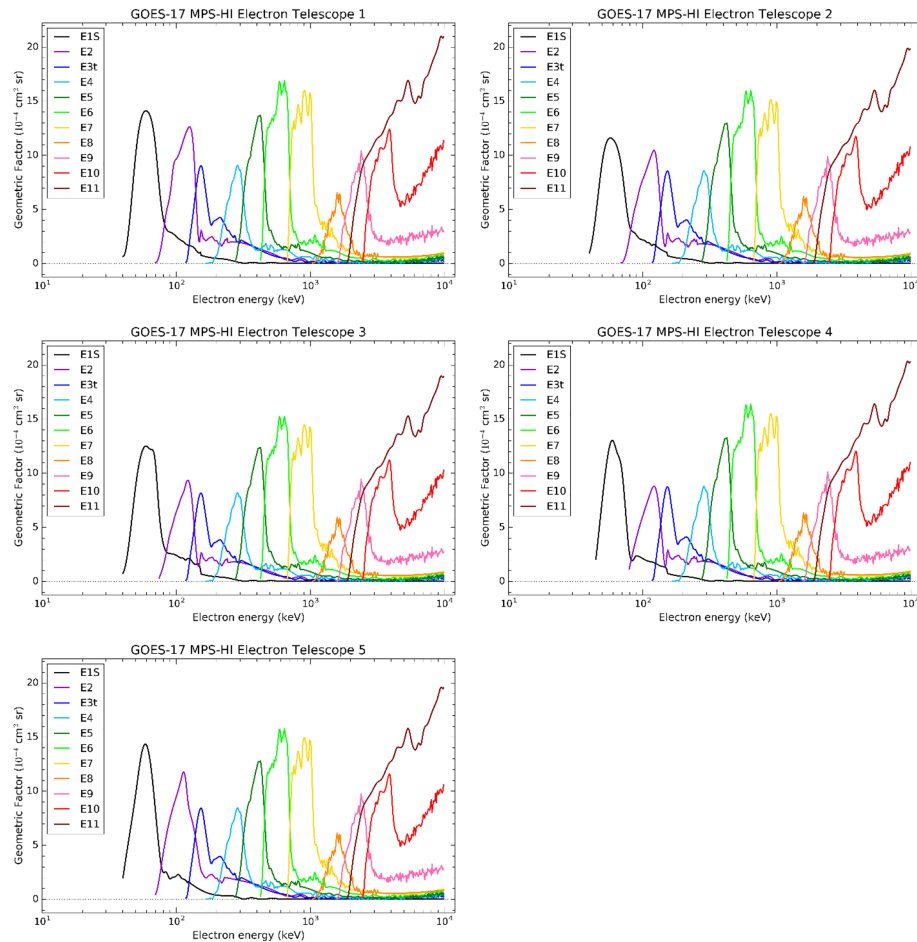 GOES-17 MPS-HI Electron Telescope 1
Geometric Factor (10⁻⁴ cm² sr)
20
15
10
5
0
E1S
E2
E3t
E4
E5
E6
E7
E8
E9
E10
E11
10¹ 10² 10³ 10⁴
Electron energy (keV)
GOES-17 MPS-HI Electron Telescope 2
Geometric Factor (10⁻⁴ cm² sr)
20
15
10
5
0
E1S
E2
E3t
E4
E5
E6
E7
E8
E9
E10
E11
10¹ 10² 10³ 10⁴
Electron energy (keV)
GOES-17 MPS-HI Electron Telescope 3
Geometric Factor (10⁻⁴ cm² sr)
20
15
10
5
0
E1S
E2
E3t
E4
E5
E6
E7
E8
E9
E10
E11
10¹ 10² 10³ 10⁴
Electron energy (keV)
GOES-17 MPS-HI Electron Telescope 4
Geometric Factor (10⁻⁴ cm² sr)
20
15
10
5
0
E1S
E2
E3t
E4
E5
E6
E7
E8
E9
E10
E11
10¹ 10² 10³ 10⁴
Electron energy (keV)
GOES-17 MPS-HI Electron Telescope 5
Geometric Factor (10⁻⁴ cm² sr)
20
15
10
5
0
E1S
E2
E3t
E4
E5
E6
E7
E8
E9
E10
E11
10¹ 10² 10³ 10⁴
Electron energy (keV)